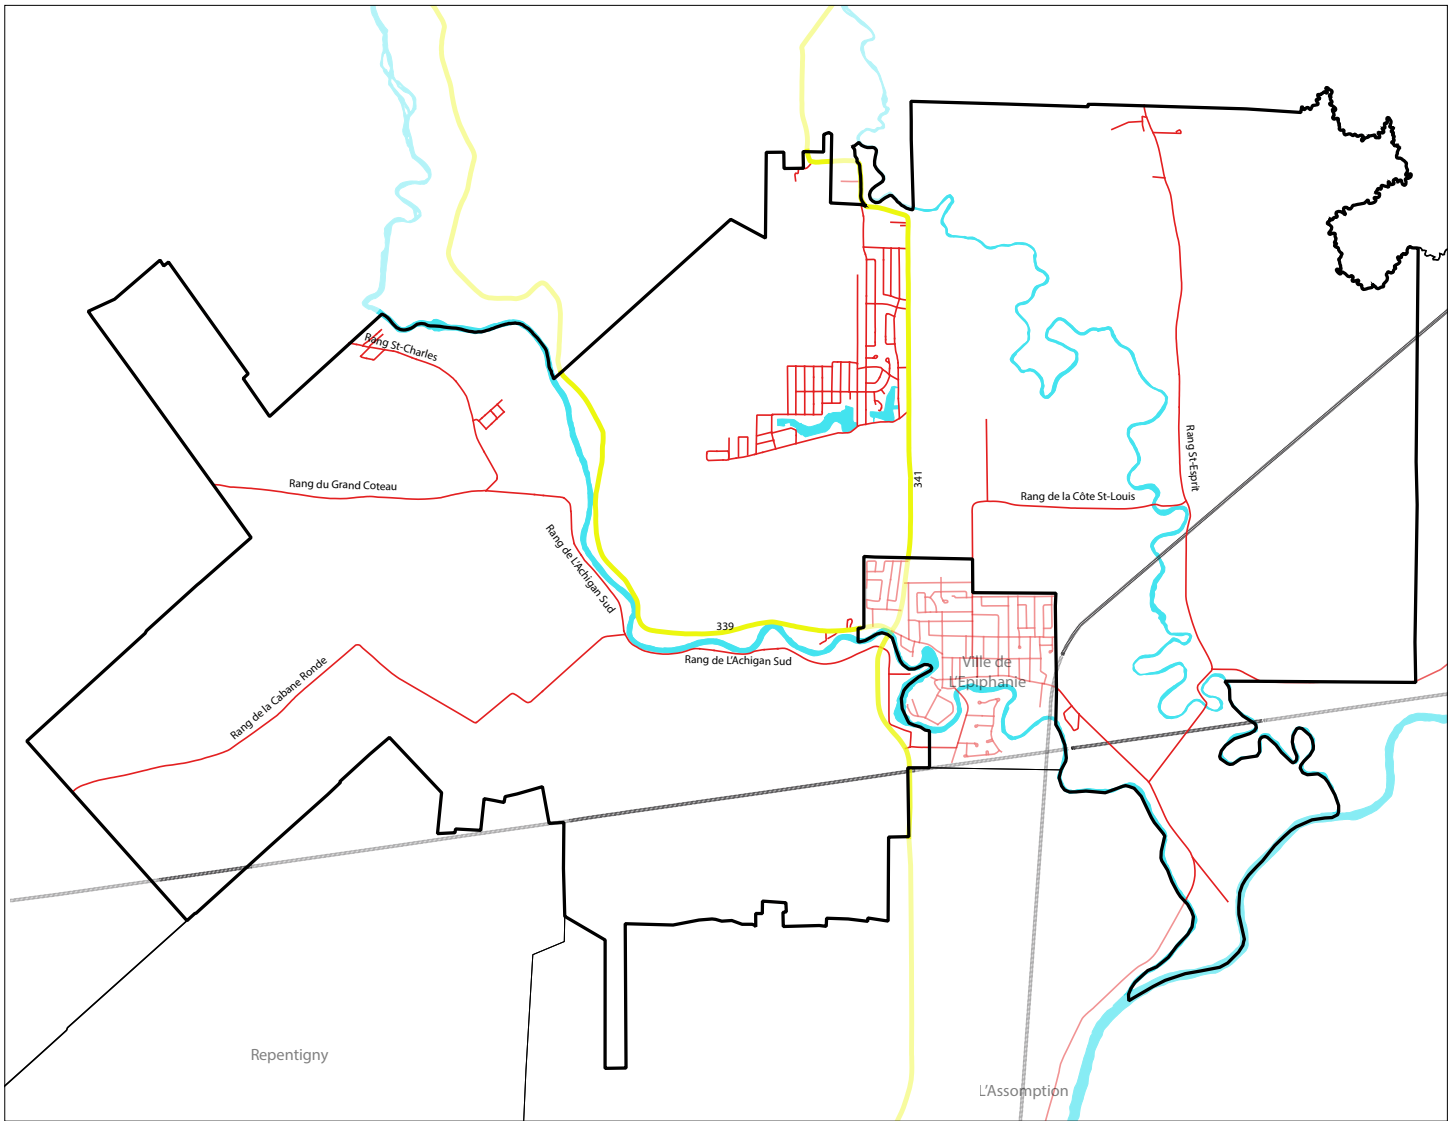 Rang St-Charles
Rang du Grand Coteau
341
Rang St-Esprit
Rang de la Côte St-Louis
Rang de L'Achigan Sud
339
Rang de L'Achigan Sud
Ville de
L'Epiphanie
Rang de la Cabane Ronde
Repentigny
L'Assomption